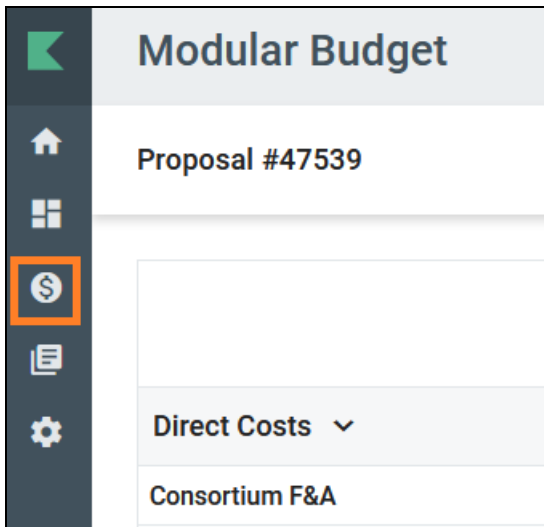 Modular Budget
Proposal #47539
Direct Costs
Consortium F&A